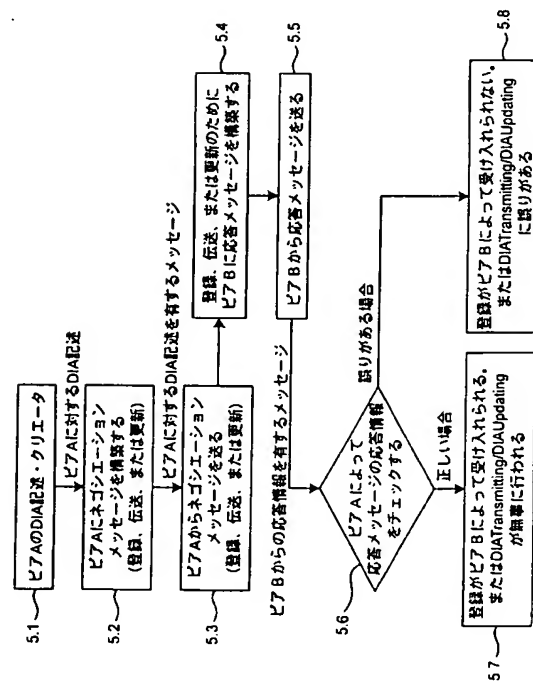 5.1
ピアAのDIA記述・クリエータ
ピアAに対するDIA記述
5.2
ピアAにネゴシエーション
メッセージを構築する
(登録、伝送、または更新)
ピアAに対するDIA記述を有するメッセージ
5.3
ピアAからネゴシエーション
メッセージを送る
(登録、伝送、または更新)
5.4
登録、伝送、または更新のために
ピアBに応答メッセージを構築する
5.5
ピアBから応答メッセージを送る
ピアBからの応答情報を有するメッセージ
5.6
ピアAによって
応答メッセージの応答情報
をチェックする
正しい場合
誤りがある場合
5.7
登録がピアBによって受け入れられる。
またはDIATransmitting/DIAUpdating
が無事に行われる
5.8
登録がピアBによって受け入れられない。
またはDIATransmitting/DIAUpdating
に誤りがある